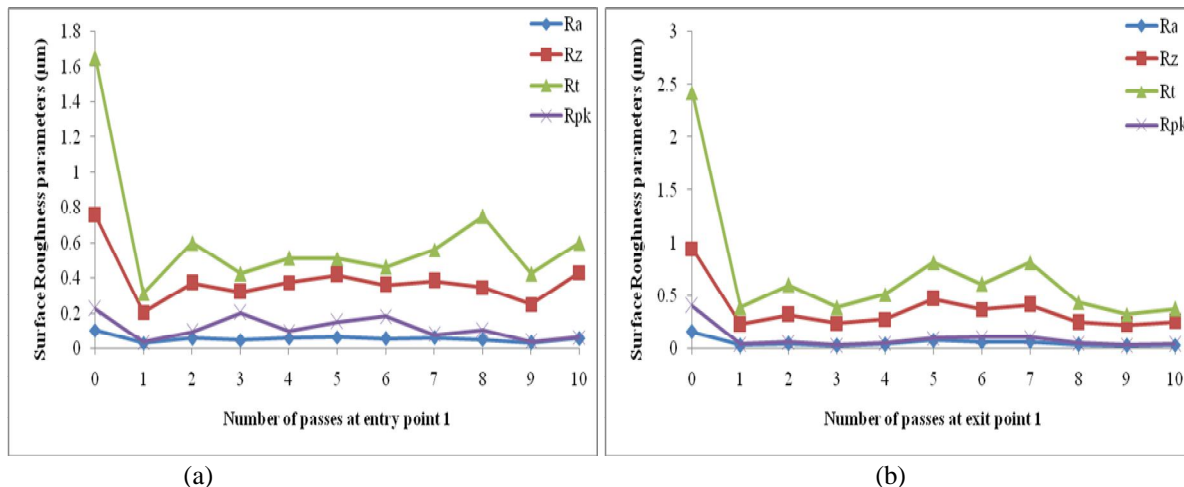 Surface Roughness parameters (µm)
1.8
1.6
1.4
1.2
1
0.8
0.6
0.4
0.2
0
0 1 2 3 4 5 6 7 8 9 10
Number of passes at entry point 1
Ra
Rz
Rt
Rpk
(a)
Surface Roughness parameters (µm)
3
2.5
2
1.5
1
0.5
0
0 1 2 3 4 5 6 7 8 9 10
Number of passes at exit point 1
Ra
Rz
Rt
Rpk
(b)